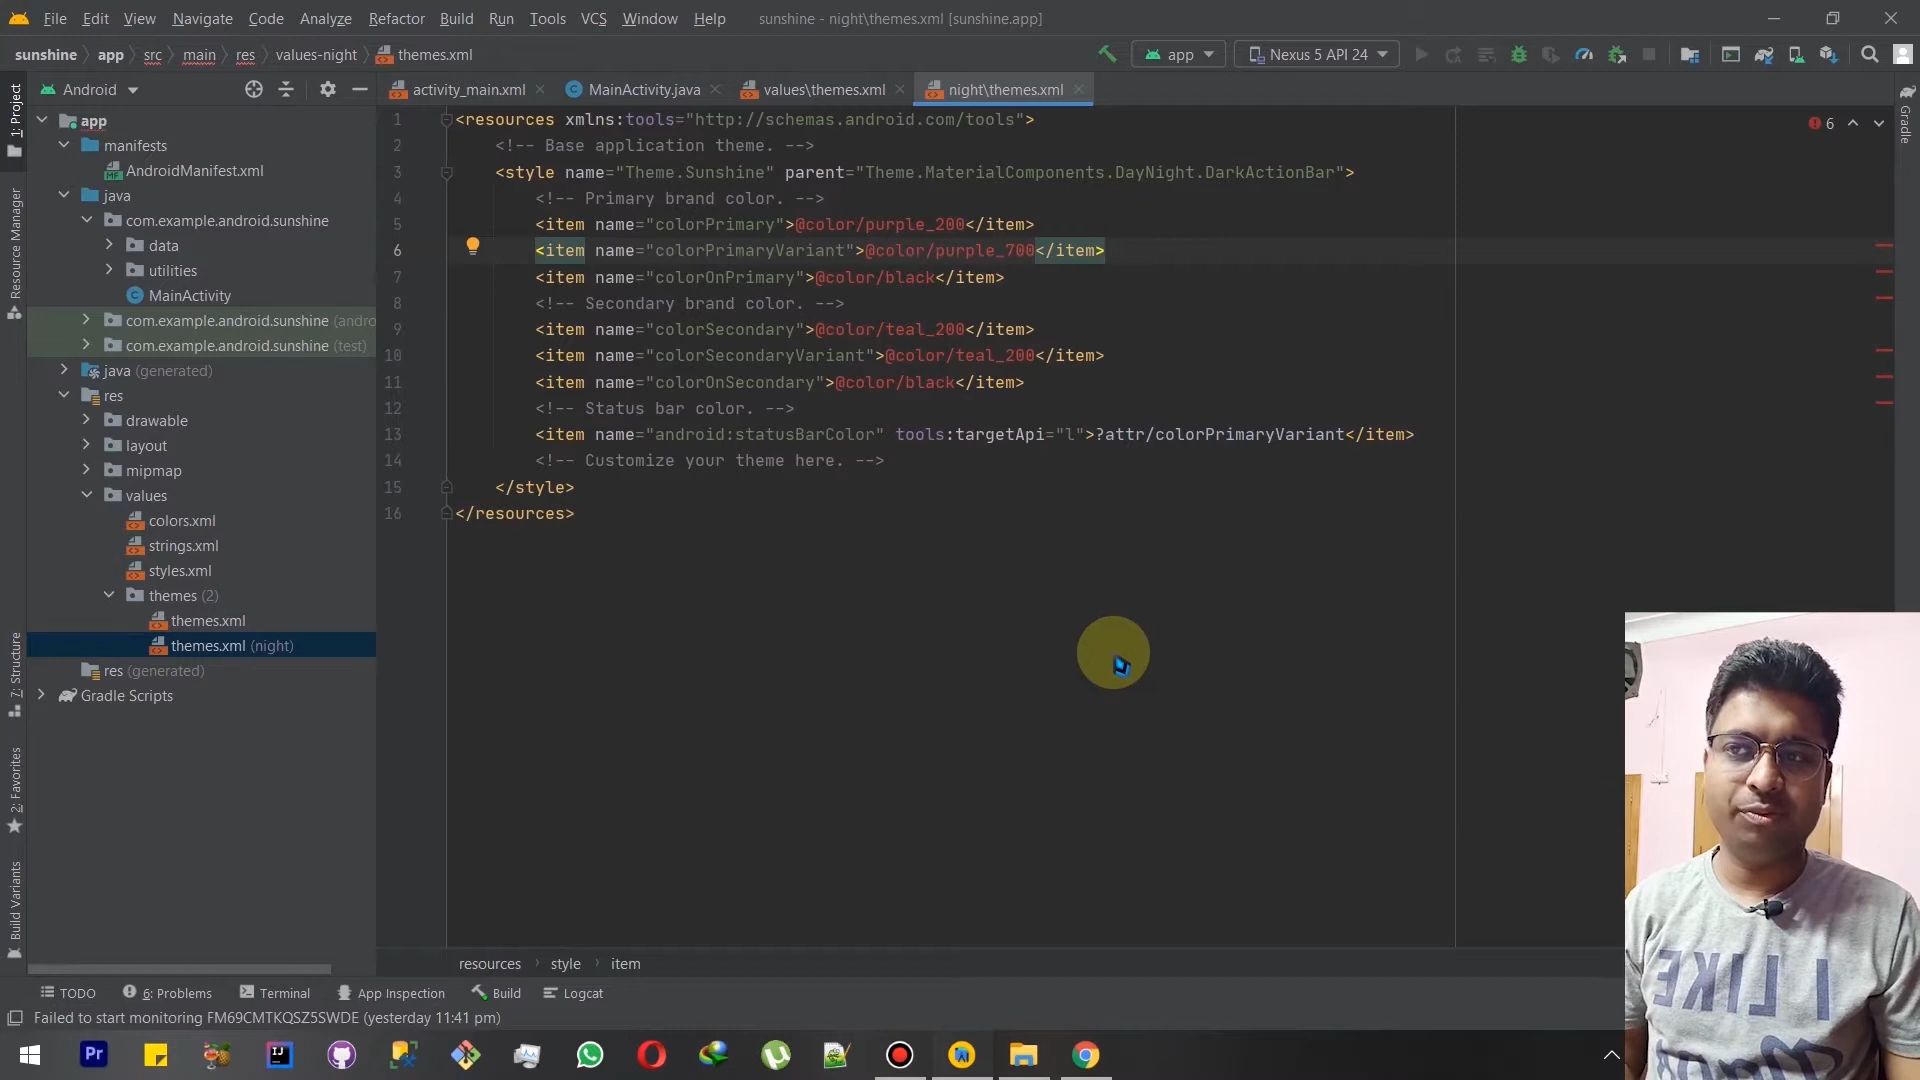 File Edit View Navigate Code Analyze Refactor Build Run Tools VCS Window Help sunshine - night\themes.xml [sunshine.app]
sunshine app src main res values-night themes.xml app Nexus 5 API 24
Android activity_main.xml MainActivity.java values\themes.xml night\themes.xml
1: Project
Resource Manager
7: Structure
2: Favorites
Build Variants
Gradle
app
manifests
AndroidManifest.xml
java
com.example.android.sunshine
data
utilities
MainActivity
com.example.android.sunshine (andro
com.example.android.sunshine (test)
java (generated)
res
drawable
layout
mipmap
values
colors.xml
strings.xml
styles.xml
themes (2)
themes.xml
themes.xml (night)
res (generated)
Gradle Scripts
6
1 <resources xmlns:tools="http://schemas.android.com/tools">
2 <!-- Base application theme. -->
3 <style name="Theme.Sunshine" parent="Theme.MaterialComponents.DayNight.DarkActionBar">
4 <!-- Primary brand color. -->
5 <item name="colorPrimary">@color/purple_200</item>
6 <item name="colorPrimaryVariant">@color/purple_700</item>
7 <item name="colorOnPrimary">@color/black</item>
8 <!-- Secondary brand color. -->
9 <item name="colorSecondary">@color/teal_200</item>
10 <item name="colorSecondaryVariant">@color/teal_200</item>
11 <item name="colorOnSecondary">@color/black</item>
12 <!-- Status bar color. -->
13 <item name="android:statusBarColor" tools:targetApi="l">?attr/colorPrimaryVariant</item>
14 <!-- Customize your theme here. -->
15 </style>
16 </resources>
resources style item
TODO 6: Problems Terminal App Inspection Build Logcat
Failed to start monitoring FM69CMTKQSZ5SWDE (yesterday 11:41 pm)
Pr IJ
I LIKE